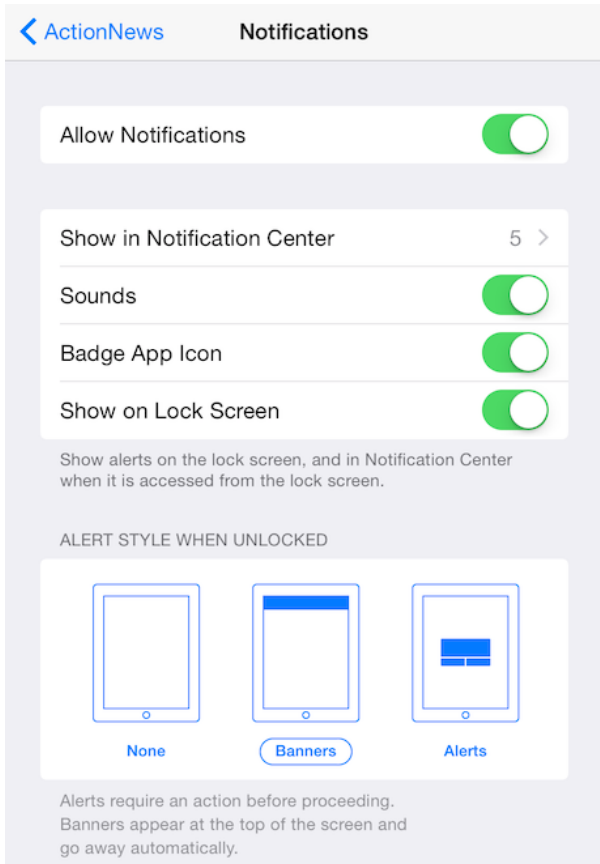 ActionNews Notifications
Allow Notifications
Show in Notification Center 5
Sounds
Badge App Icon
Show on Lock Screen
Show alerts on the lock screen, and in Notification Center
when it is accessed from the lock screen.
ALERT STYLE WHEN UNLOCKED
None Banners Alerts
Alerts require an action before proceeding.
Banners appear at the top of the screen and
go away automatically.